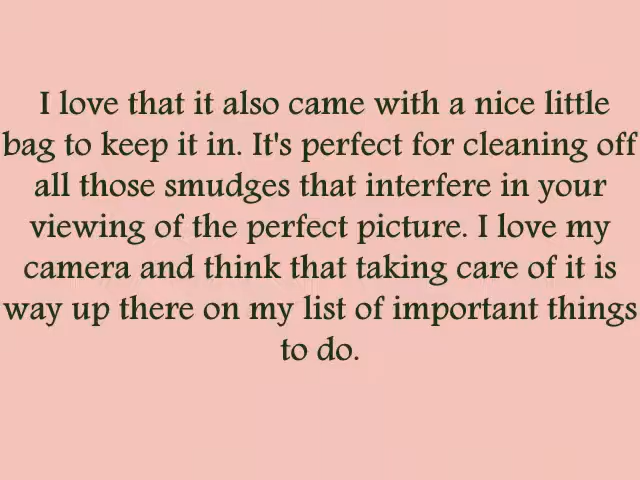 I love that it also came with a nice little
bag to keep it in. It's perfect for cleaning off
all those smudges that interfere in your
viewing of the perfect picture. I love my
camera and think that taking care of it is
way up there on my list of important things
to do.